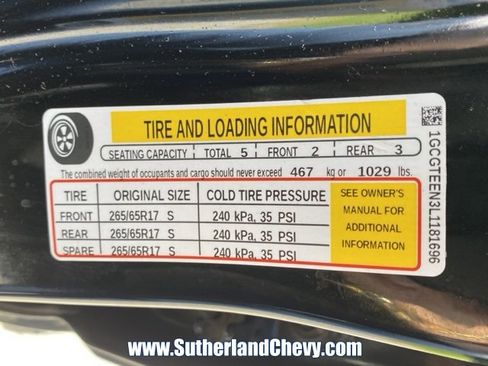 TIRE AND LOADING INFORMATION
SEATING CAPACITY TOTAL 5 FRONT 2 REAR 3
The combined weight of occupants and cargo should never exceed 467 kg or 1029 lbs.
TIRE ORIGINAL SIZE COLD TIRE PRESSURE
FRONT 265/65R17 S 240 kPa, 35 PSI
REAR 265/65R17 S 240 kPa, 35 PSI
SPARE 265/65R17 S 240 kPa, 35 PSI
SEE OWNER'S
MANUAL FOR
ADDITIONAL
INFORMATION
1GCGTEEN3L1181696
www.SutherlandChevy.com